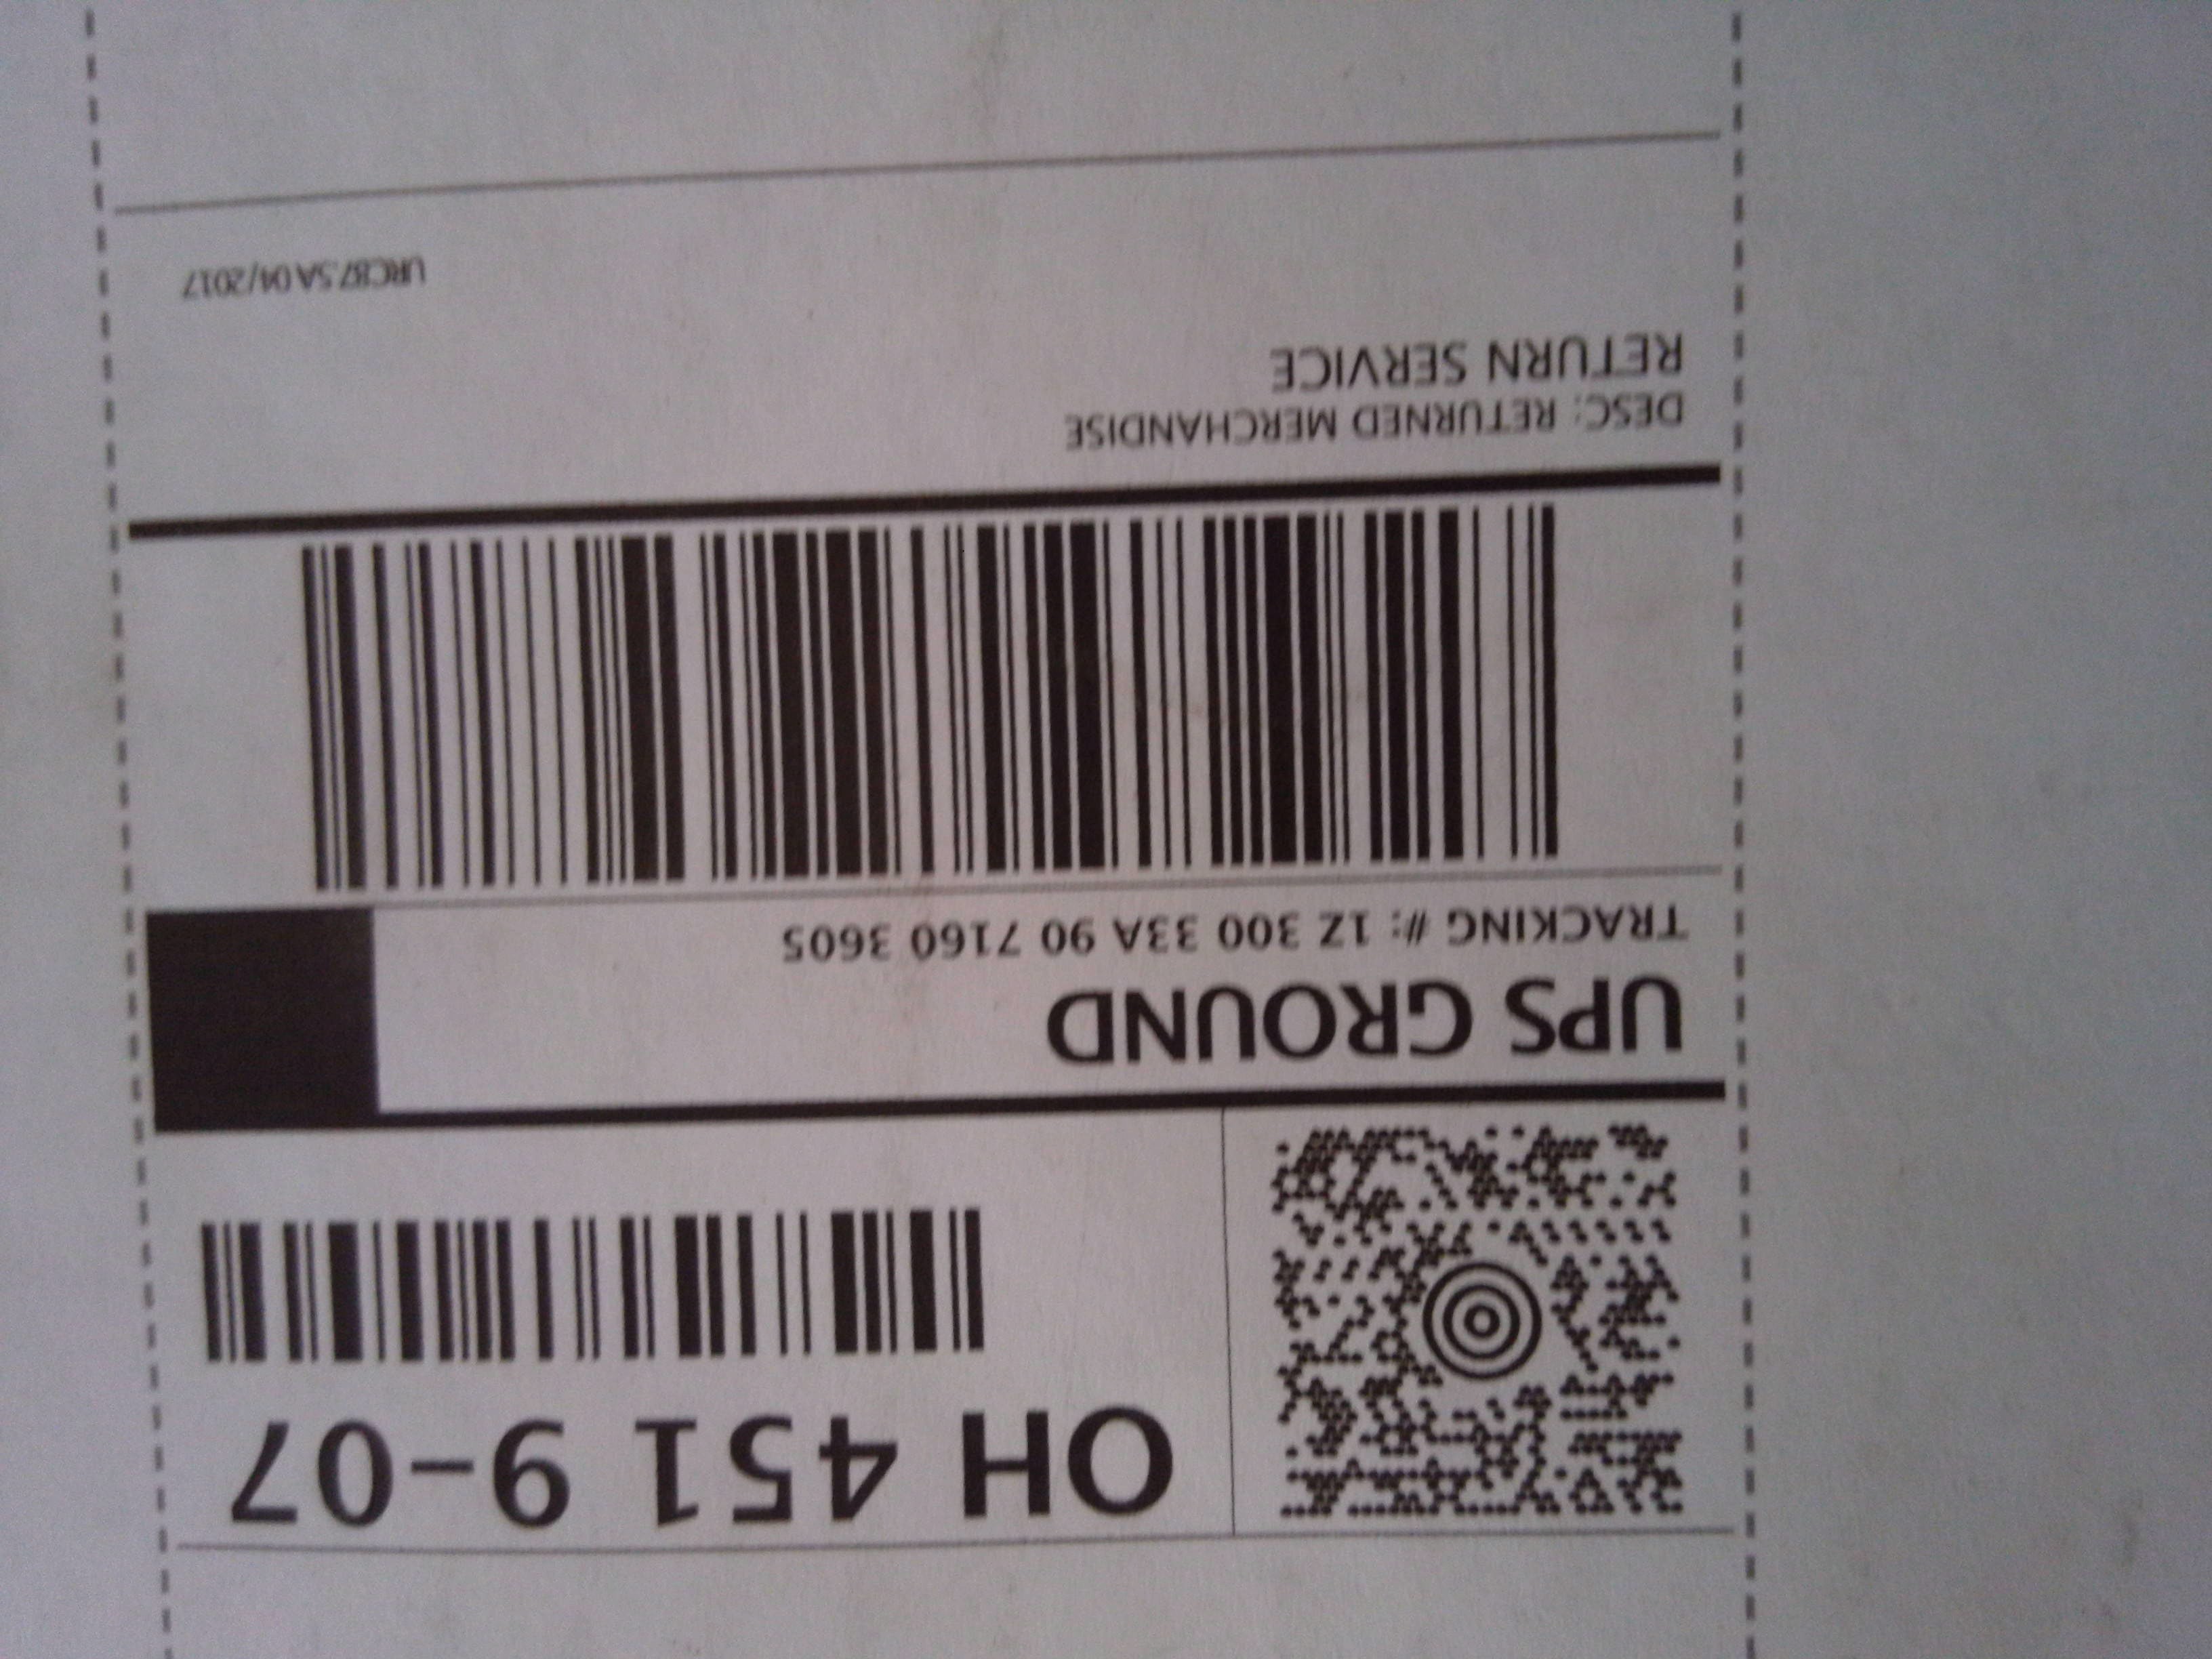 OH 451 9-07
UPS GROUND
TRACKING #: 1Z 300 33A 90 7160 3605
DESC: RETURNED MERCHANDISE
RETURN SERVICE
URC87.5A 04/2017